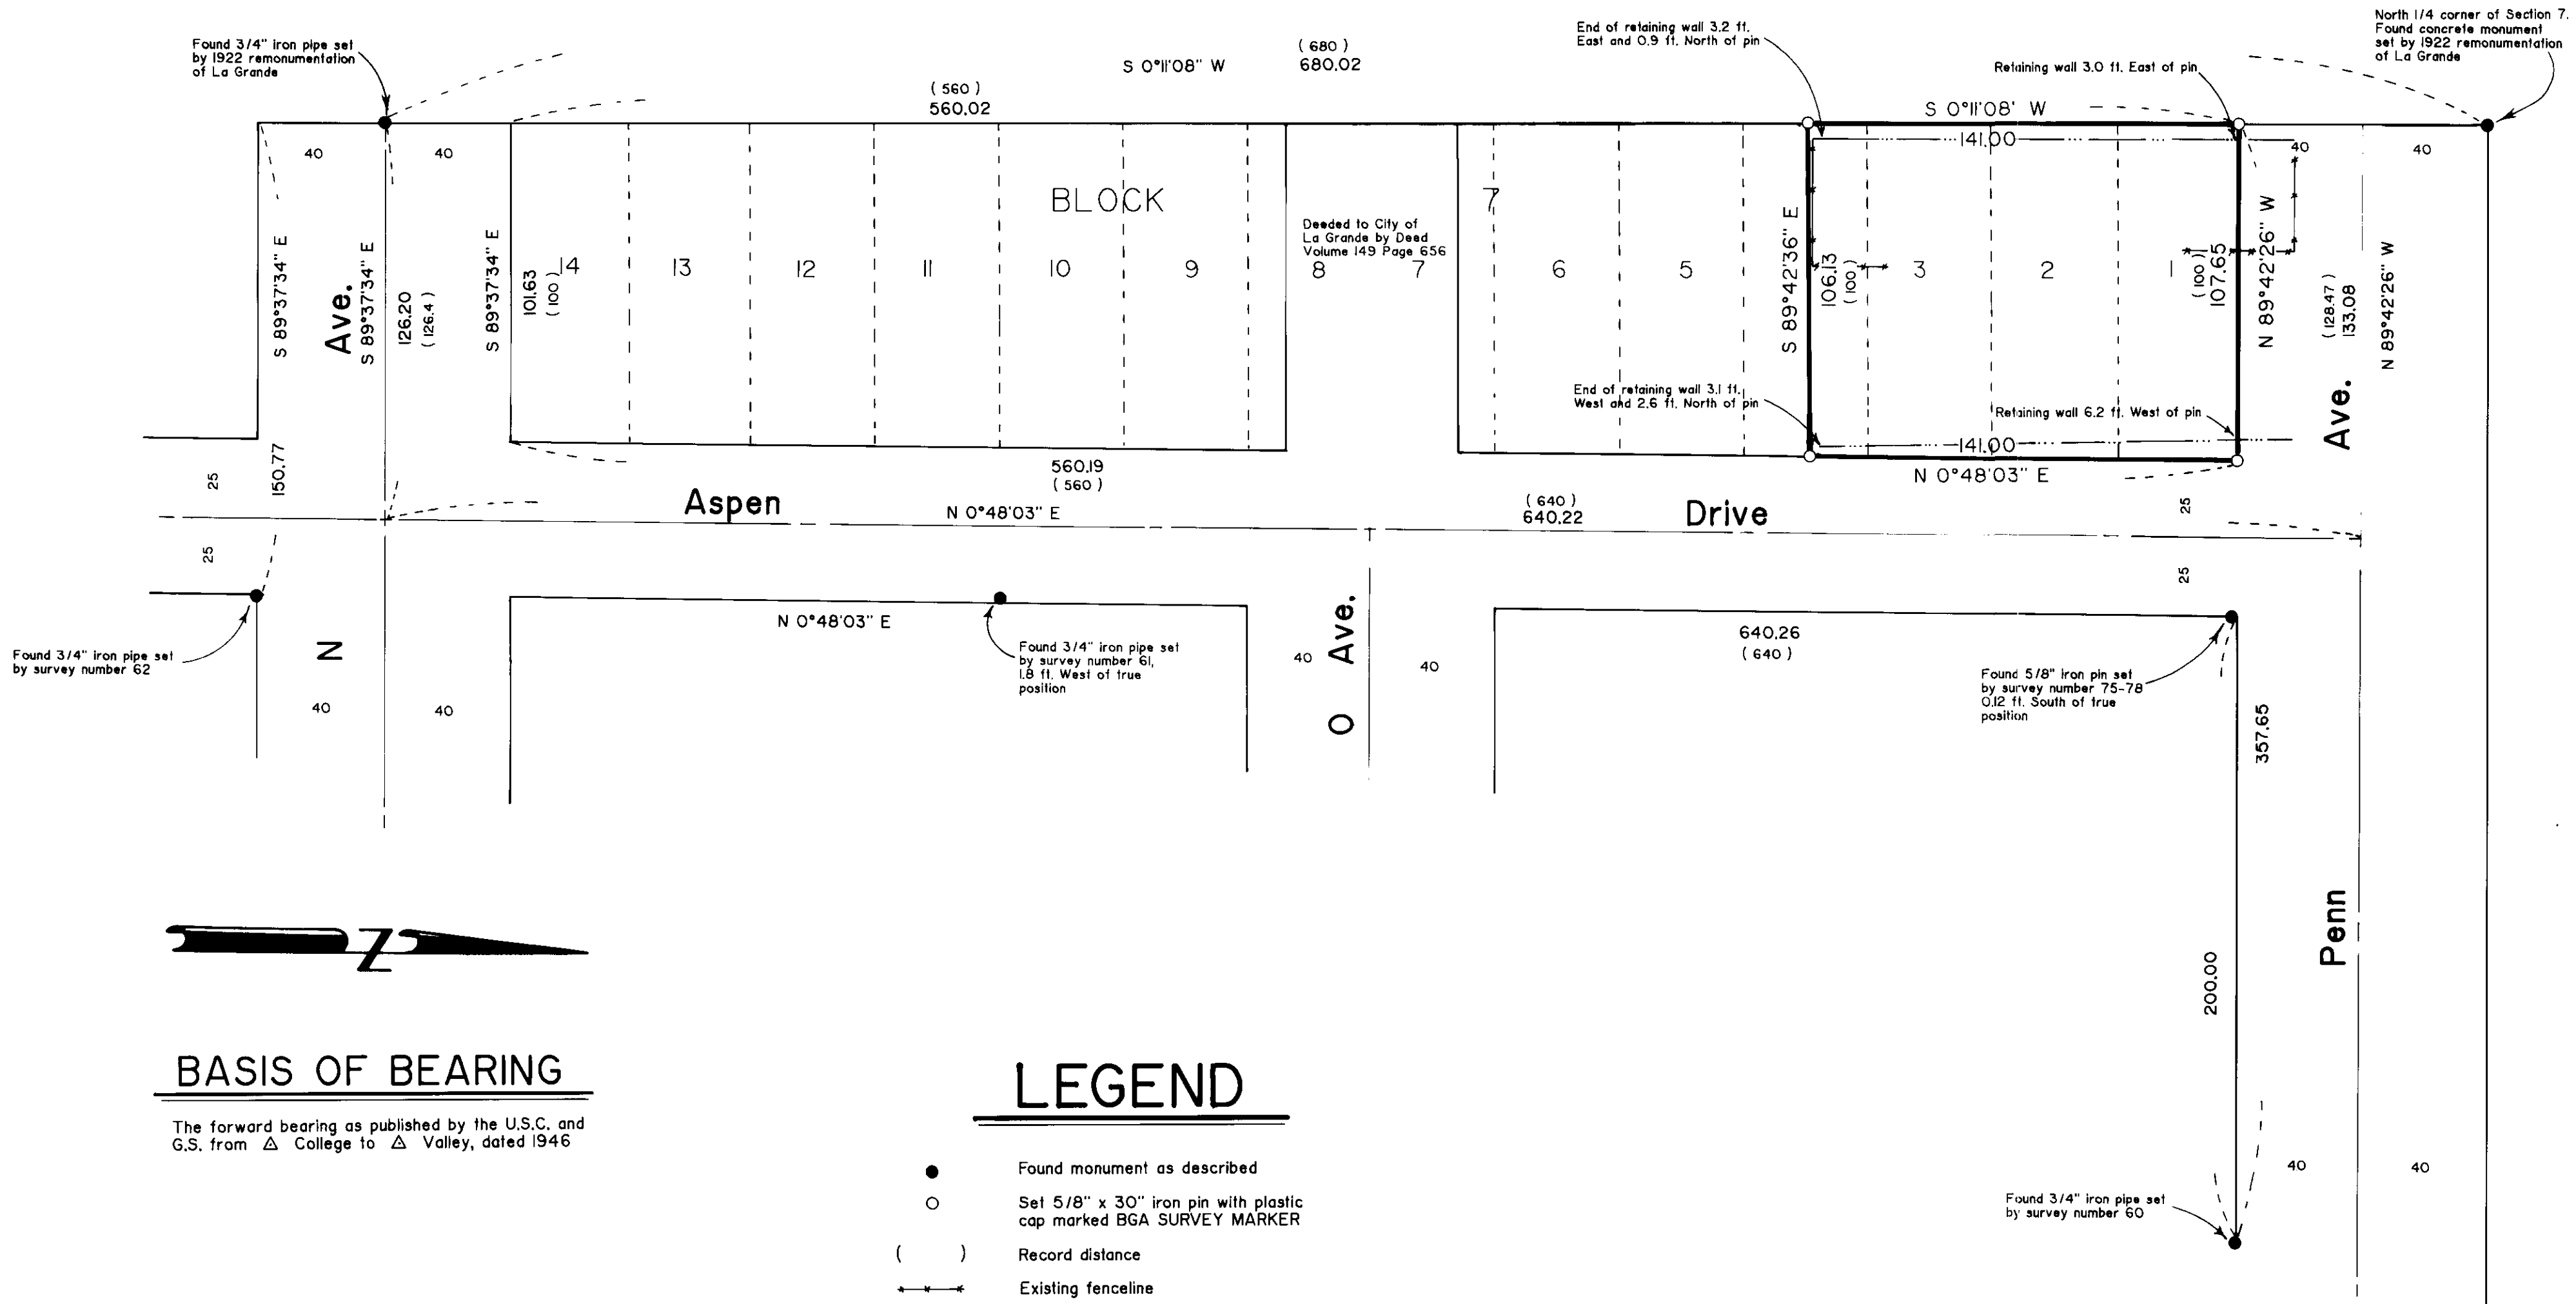 Found 3/4" iron pipe set
by 1922 remonumentation
of La Grande
S 0°11'08" W
( 680 )
680.02
( 560 )
560.02
End of retaining wall 3.2 ft.
East and 0.9 ft. North of pin
Retaining wall 3.0 ft. East of pin
North 1/4 corner of Section 7.
Found concrete monument
set by 1922 remonumentation
of La Grande
S 0°11'08' W
141.00
40
40
40
40
BLOCK
7
Deeded to City of
La Grande by Deed
Volume 149 Page 656
S 89°37'34" E
Ave.
S 89°37'34" E
126.20
( 126.4 )
S 89°37'34" E
101.63
( 100 )
14
13
12
11
10
9
8
7
6
5
S 89°42'36" E
106.13
( 100 )
3
2
1
( 100 )
107.65
N 89°42'26" W
( 128.47 )
133.08
N 89°42'26" W
End of retaining wall 3.1 ft.
West and 2.6 ft. North of pin
Retaining wall 6.2 ft. West of pin
141.00
N 0°48'03" E
Ave.
25
150.77
560.19
( 560 )
Aspen
N 0°48'03" E
( 640 )
640.22
Drive
25
25
25
N
40
40
Found 3/4" iron pipe set
by survey number 62
N 0°48'03" E
Found 3/4" iron pipe set
by survey number 61,
1.8 ft. West of true
position
40
O Ave.
40
640.26
( 640 )
Found 5/8" iron pin set
by survey number 75-78
0.12 ft. South of true
position
357.65
200.00
Penn
40
40
Found 3/4" iron pipe set
by survey number 60
Z
BASIS OF BEARING
The forward bearing as published by the U.S.C. and
G.S. from △ College to △ Valley, dated 1946
LEGEND
Found monument as described
Set 5/8" x 30" iron pin with plastic
cap marked BGA SURVEY MARKER
( ) Record distance
Existing fenceline